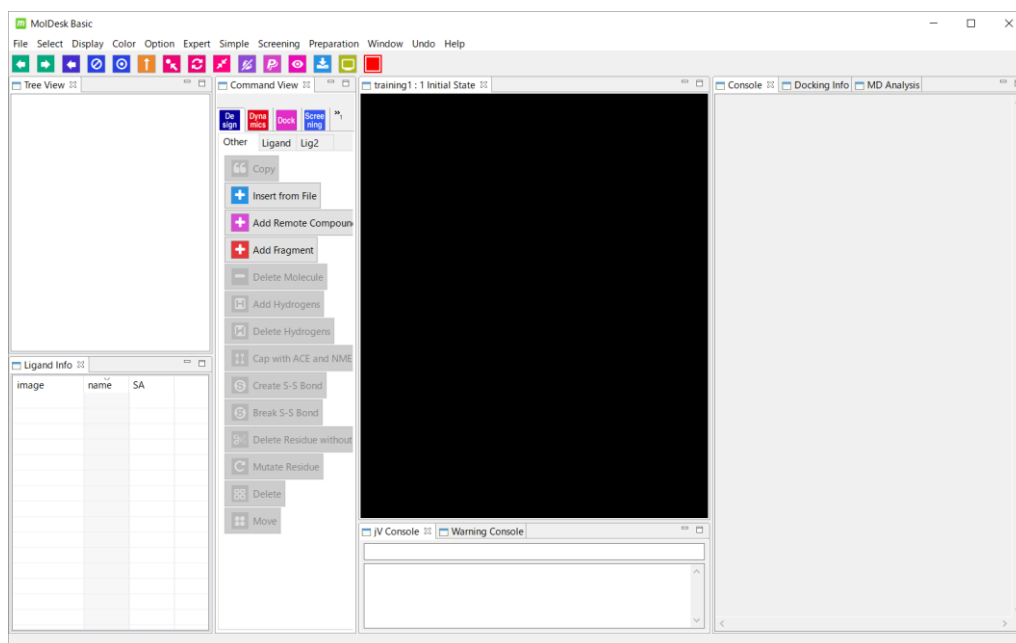 MolDesk Basic
File Select Display Color Option Expert Simple Screening Preparation Window Undo Help
Tree View
Command View
training1 : 1 Initial State
Console Docking Info MD Analysis
De sign
Dyna mics
Dock
Scree ning
»1
Other Ligand Lig2
Copy
Insert from File
Add Remote Compoun
Add Fragment
Delete Molecule
Add Hydrogens
Delete Hydrogens
Cap with ACE and NME
Create S-S Bond
Break S-S Bond
Delete Residue without
Mutate Residue
Delete
Move
Ligand Info
image name SA
jV Console Warning Console